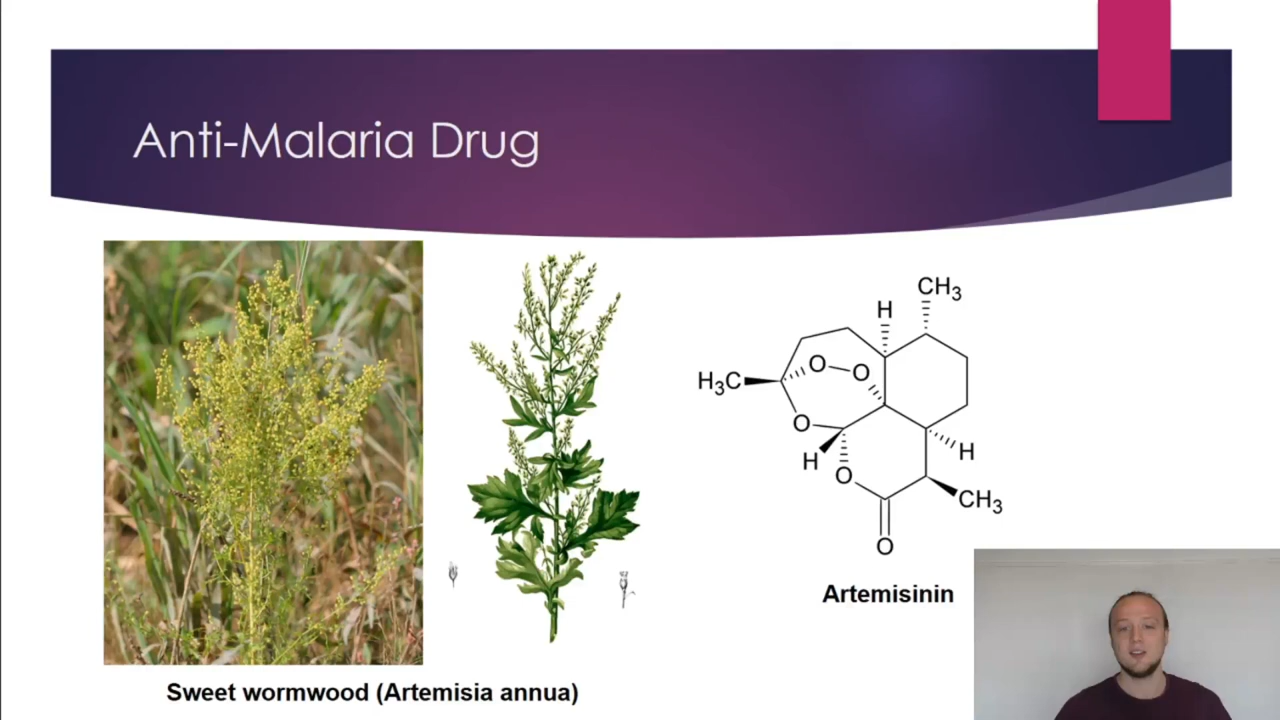 Anti-Malaria Drug
CH3
H
H3C
O
O
O
H
H
O
CH3
O
Artemisinin
Sweet wormwood (Artemisia annua)